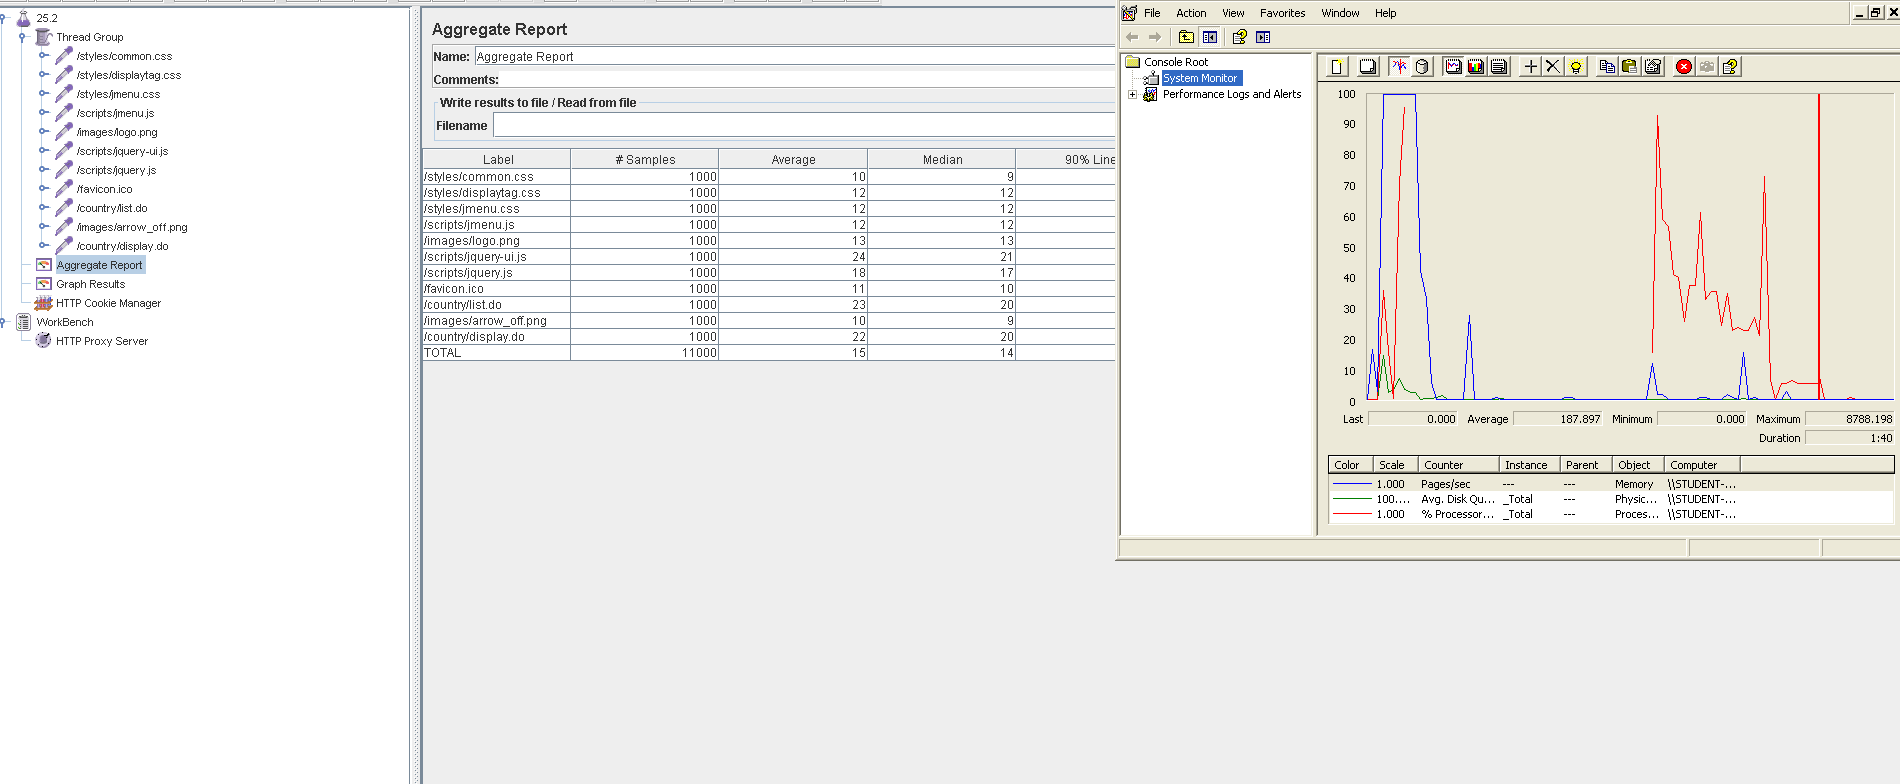 25.2
Thread Group
/styles/common.css
/styles/displaytag.css
/styles/jmenu.css
/scripts/jmenu.js
/images/logo.png
/scripts/jquery-ui.js
/scripts/jquery.js
/favicon.ico
/country/list.do
/images/arrow_off.png
/country/display.do
Aggregate Report
Graph Results
HTTP Cookie Manager
WorkBench
HTTP Proxy Server
Aggregate Report
Name: Aggregate Report
Comments:
Write results to file / Read from file
Filename
Label # Samples Average Median 90% Line
/styles/common.css 1000 10 9
/styles/displaytag.css 1000 12 12
/styles/jmenu.css 1000 12 12
/scripts/jmenu.js 1000 12 12
/images/logo.png 1000 13 13
/scripts/jquery-ui.js 1000 24 21
/scripts/jquery.js 1000 18 17
/favicon.ico 1000 11 10
/country/list.do 1000 23 20
/images/arrow_off.png 1000 10 9
/country/display.do 1000 22 20
TOTAL 11000 15 14
File Action View Favorites Window Help
Console Root
System Monitor
Performance Logs and Alerts
100
90
80
70
60
50
40
30
20
10
0
Last 0.000 Average 187.897 Minimum 0.000 Maximum 8788.198
Duration 1:40
Color Scale Counter Instance Parent Object Computer
1.000 Pages/sec --- --- Memory \\STUDENT-...
100.... Avg. Disk Qu... _Total --- Physic... \\STUDENT-...
1.000 % Processor... _Total --- Proces... \\STUDENT-...